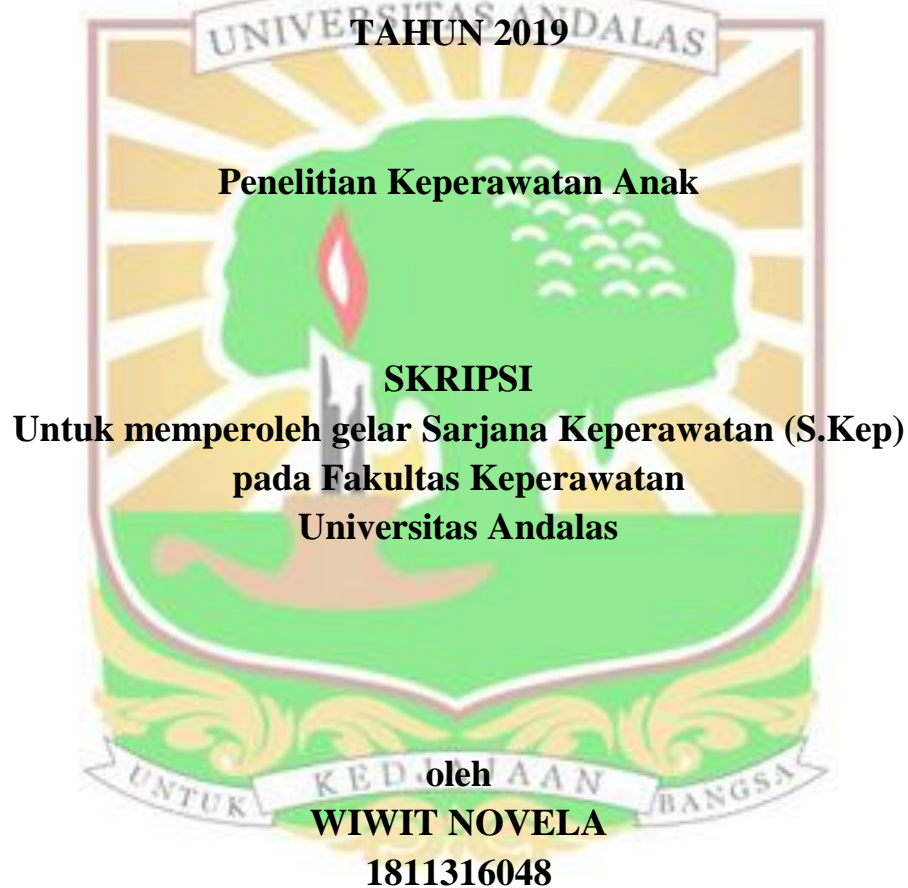 UNIVERSITAS ANDALAS
TAHUN 2019
Penelitian Keperawatan Anak
SKRIPSI
Untuk memperoleh gelar Sarjana Keperawatan (S.Kep)
pada Fakultas Keperawatan
Universitas Andalas
UNTUK KEDJAJAAN BANGSA
oleh
WIWIT NOVELA
1811316048